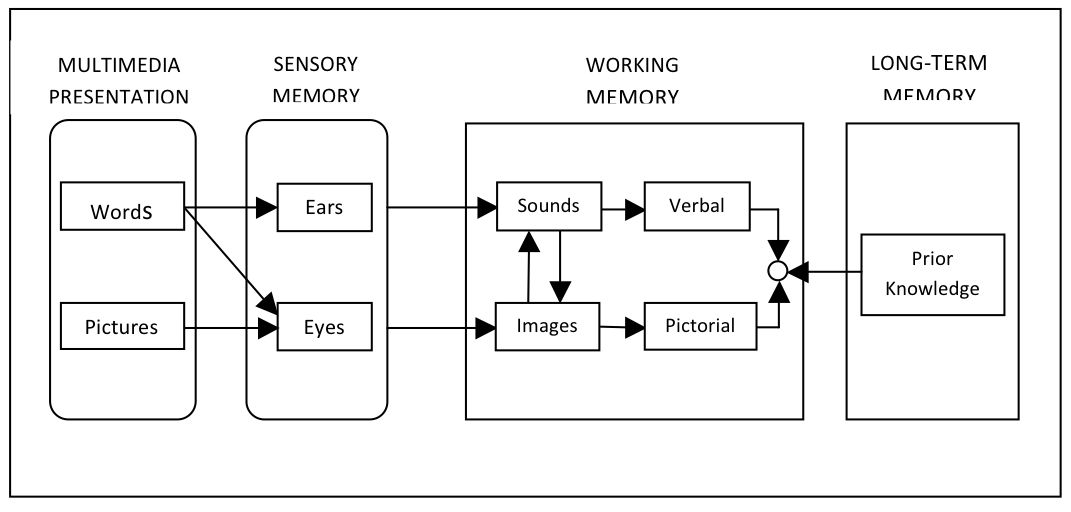 MULTIMEDIA
PRESENTATION
SENSORY
MEMORY
WORKING
MEMORY
LONG-TERM
MEMORY
Words
Ears
Sounds
Verbal
Prior
Knowledge
Pictures
Eyes
Images
Pictorial